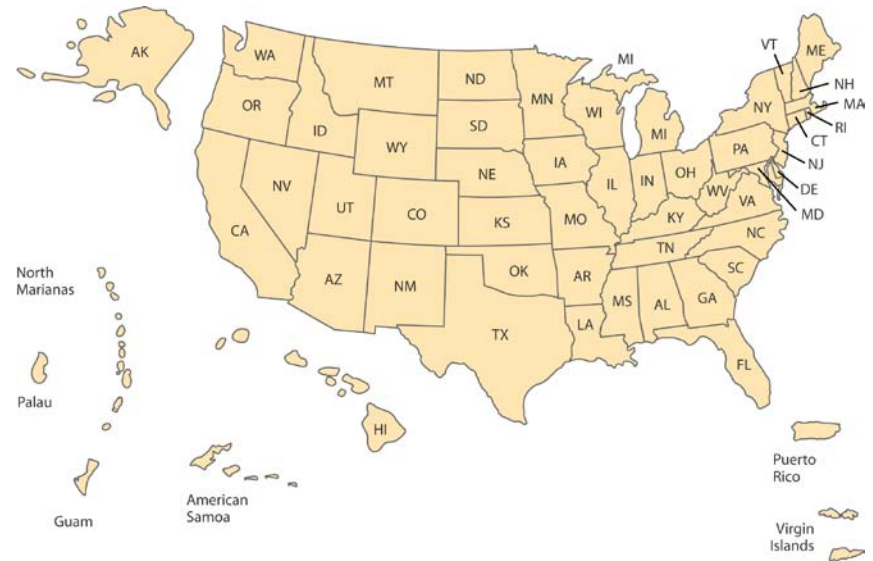 AK
WA
MT
ND
MN
MI
VT
ME
NH
MA
RI
CT
NJ
DE
MD
OR
ID
WY
SD
WI
MI
NY
PA
NV
UT
CO
NE
IA
IL
IN
OH
WV
VA
CA
KS
MO
KY
NC
AZ
NM
OK
AR
TN
SC
TX
LA
MS
AL
GA
FL
HI
North
Marianas
Palau
Guam
American
Samoa
Puerto
Rico
Virgin
Islands